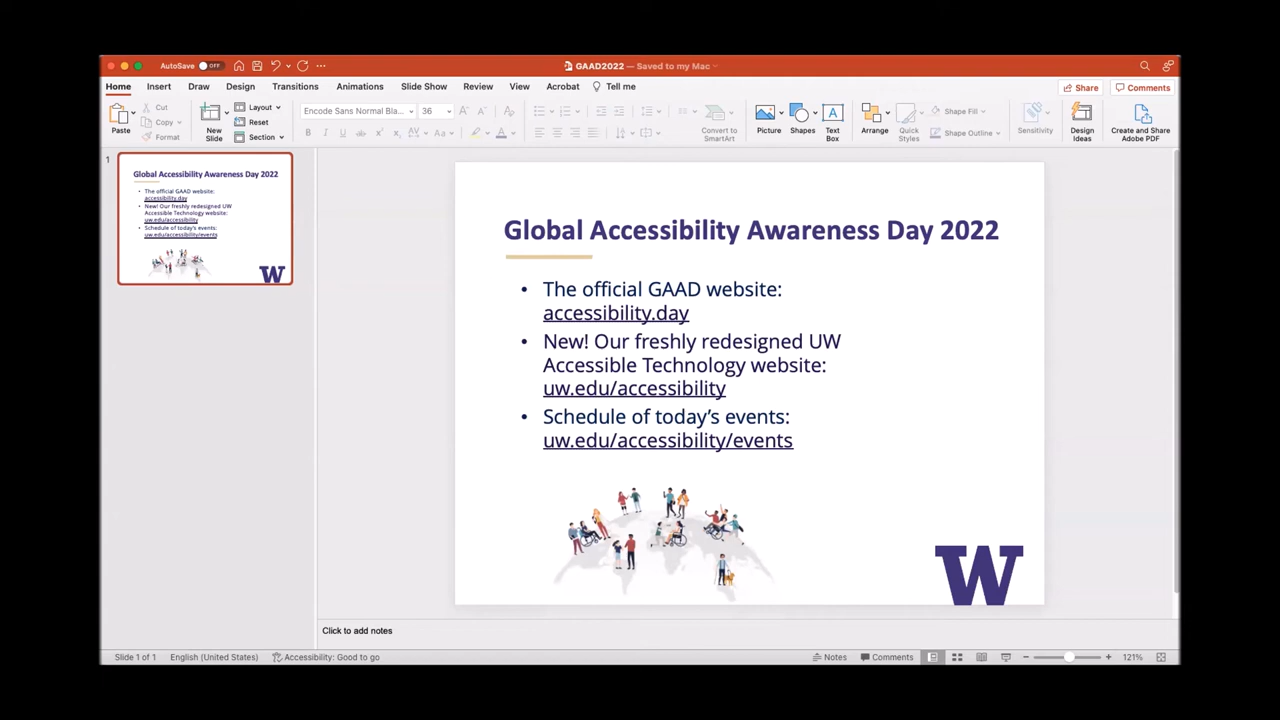 AutoSave OFF
GAAD2022 — Saved to my Mac
Home Insert Draw Design Transitions Animations Slide Show Review View Acrobat Tell me
Share Comments
Paste
Cut
Copy
Format
New Slide
Layout
Reset
Section
Encode Sans Normal Bla... 36
Convert to SmartArt
Picture
Shapes
Text Box
Arrange
Quick Styles
Shape Fill
Shape Outline
Sensitivity
Design Ideas
Create and Share Adobe PDF
1
Global Accessibility Awareness Day 2022
• The official GAAD website:
accessibility.day
• New! Our freshly redesigned UW
Accessible Technology website:
uw.edu/accessibility
• Schedule of today's events:
uw.edu/accessibility/events
W
Global Accessibility Awareness Day 2022
• The official GAAD website:
accessibility.day
• New! Our freshly redesigned UW
Accessible Technology website:
uw.edu/accessibility
• Schedule of today's events:
uw.edu/accessibility/events
W
Click to add notes
Slide 1 of 1 English (United States) Accessibility: Good to go Notes Comments 121%